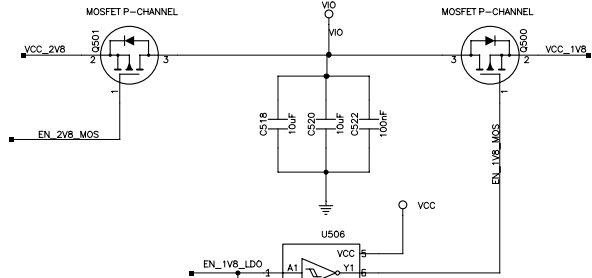 MOSFET P-CHANNEL
VIO
MOSFET P-CHANNEL
VCC_2V8
Q501
VIO
Q500
VCC_1V8
2
3
3
2
1
1
EN_2V8_MOS
C518
10uF
C520
10uF
C522
100nF
EN_1V8_MOS
VCC
U506
VCC
5
EN_1V8_LDO
1
A1
Y1
6